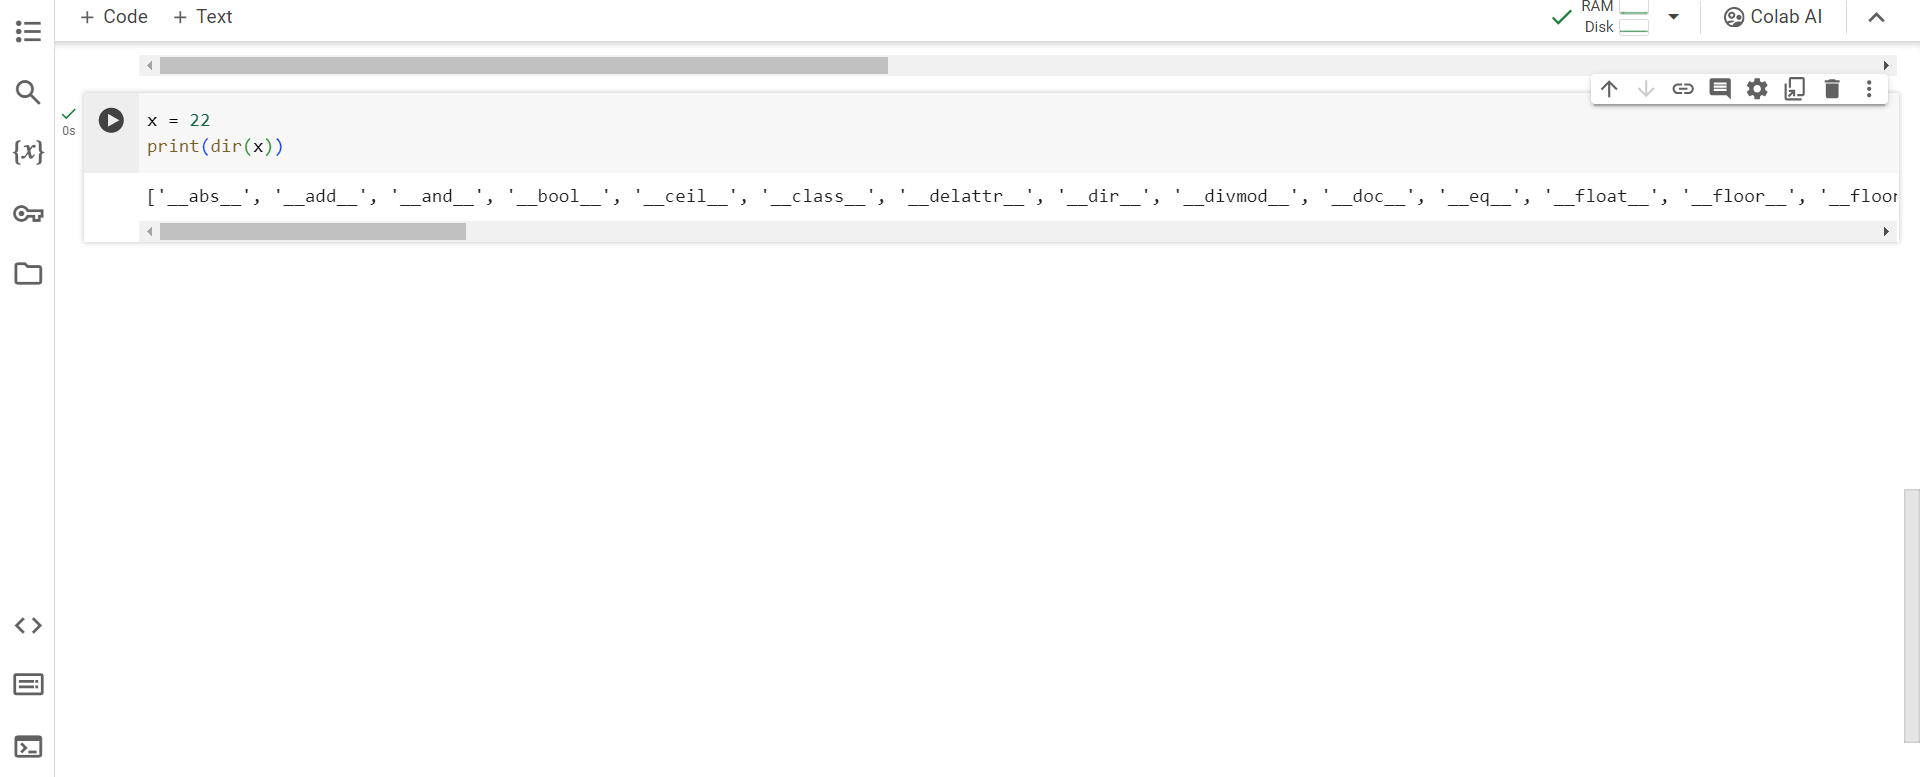 + Code + Text
RAM
Disk
Colab AI
0s
x = 22
print(dir(x))
['__abs__', '__add__', '__and__', '__bool__', '__ceil__', '__class__', '__delattr__', '__dir__', '__divmod__', '__doc__', '__eq__', '__float__', '__floor__', '__floor
{x}